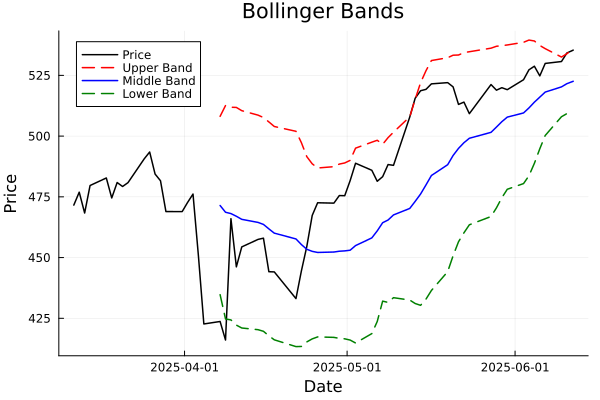 Bollinger Bands
Price
Upper Band
Middle Band
Lower Band
Price
525
500
475
450
425
2025-04-01
2025-05-01
2025-06-01
Date